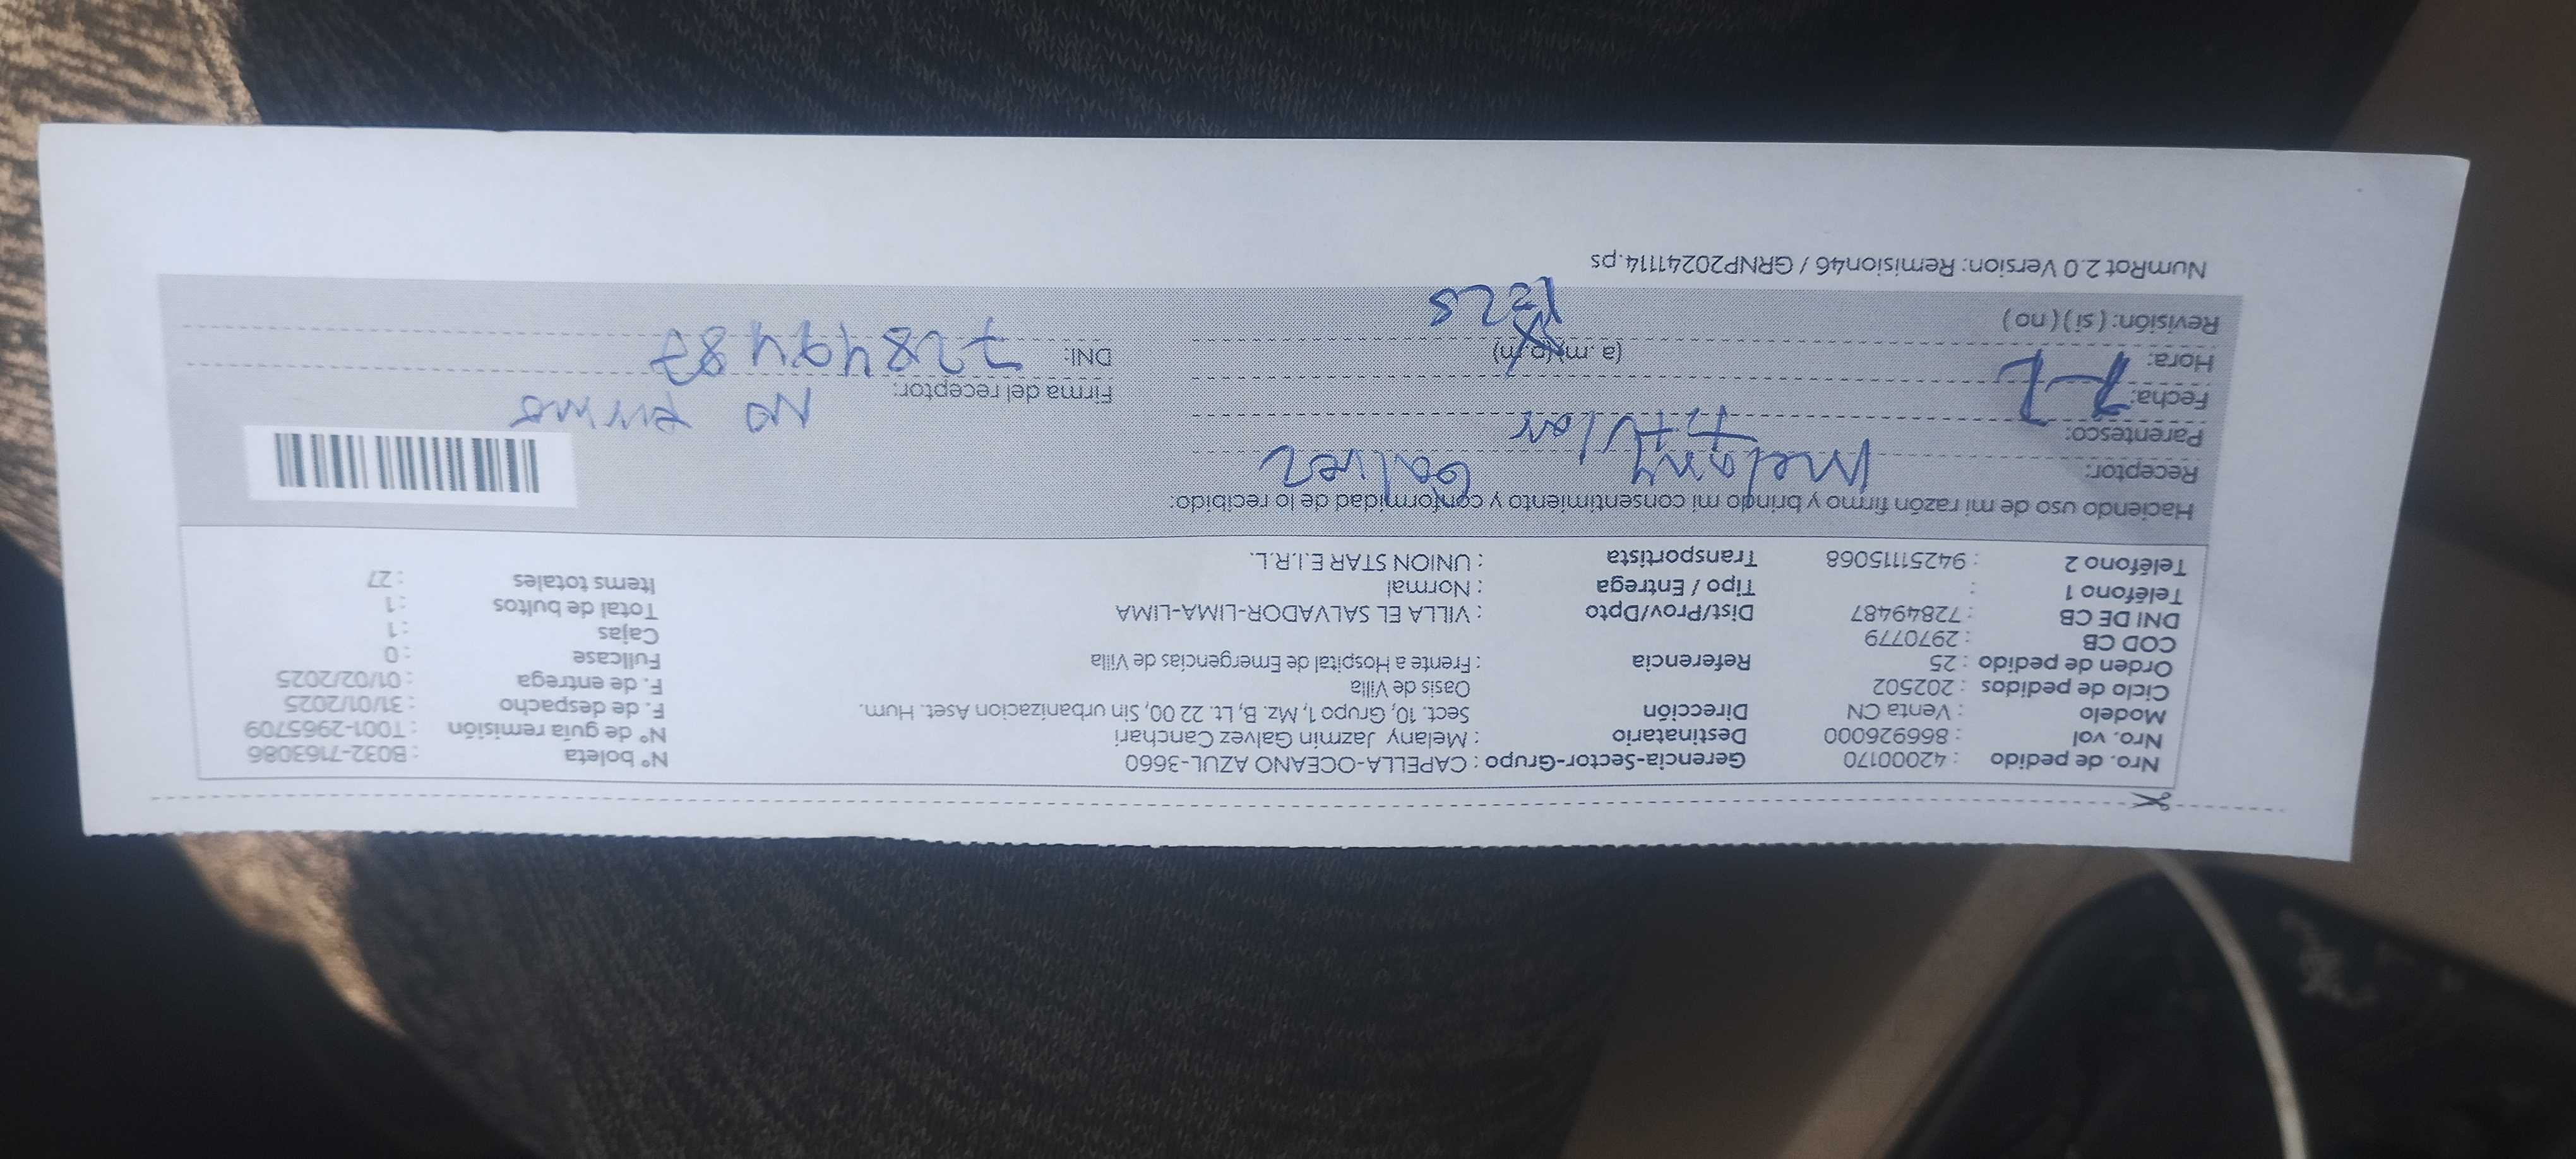 Nro. de pedido : 42000170 Gerencia-Sector-Grupo : CAPELLA-OCEANO AZUL-3660 N° boleta : B032-7163086
Nro. vol : 866926000 Destinatario : Melany Jazmin Galvez Canchari N° de guía remisión : T001-2965709
Modelo : Venta CN Dirección Sect. 10, Grupo 1, Mz. B, Lt. 22 00, Sin urbanizacion Aset. Hum. F. de despacho : 31/01/2025
Ciclo de pedidos : 202502 Oasis de Villa F. de entrega : 01/02/2025
Orden de pedido : 25 Referencia : Frente a Hospital de Emergencias de Villa Fullcase : 0
COD CB : 2970779 Cajas : 1
DNI DE CB : 72849487 Dist/Prov/Dpto : VILLA EL SALVADOR-LIMA-LIMA Total de bultos : 1
Teléfono 1 : Tipo / Entrega : Normal Items totales : 27
Teléfono 2 : 94251115068 Transportista : UNION STAR E.I.R.L.
Haciendo uso de mi razón firmo y brindo mi consentimiento y conformidad de lo recibido:
Receptor: Melany Galvez
Parentesco: titular
Fecha: 1-2 Firma del receptor: No firmo
Hora: (a. m) (p. m) DNI: 72849487
Revisión: ( si ) ( no )
NumRot 2.0 Version: Remision46 / GRNP20241114.ps